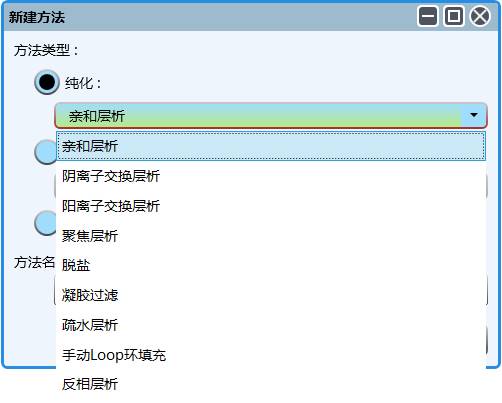 新建方法
方法类型：
纯化：
亲和层析
亲和层析
阴离子交换层析
阳离子交换层析
聚焦层析
脱盐
方法名
凝胶过滤
疏水层析
手动Loop环填充
反相层析